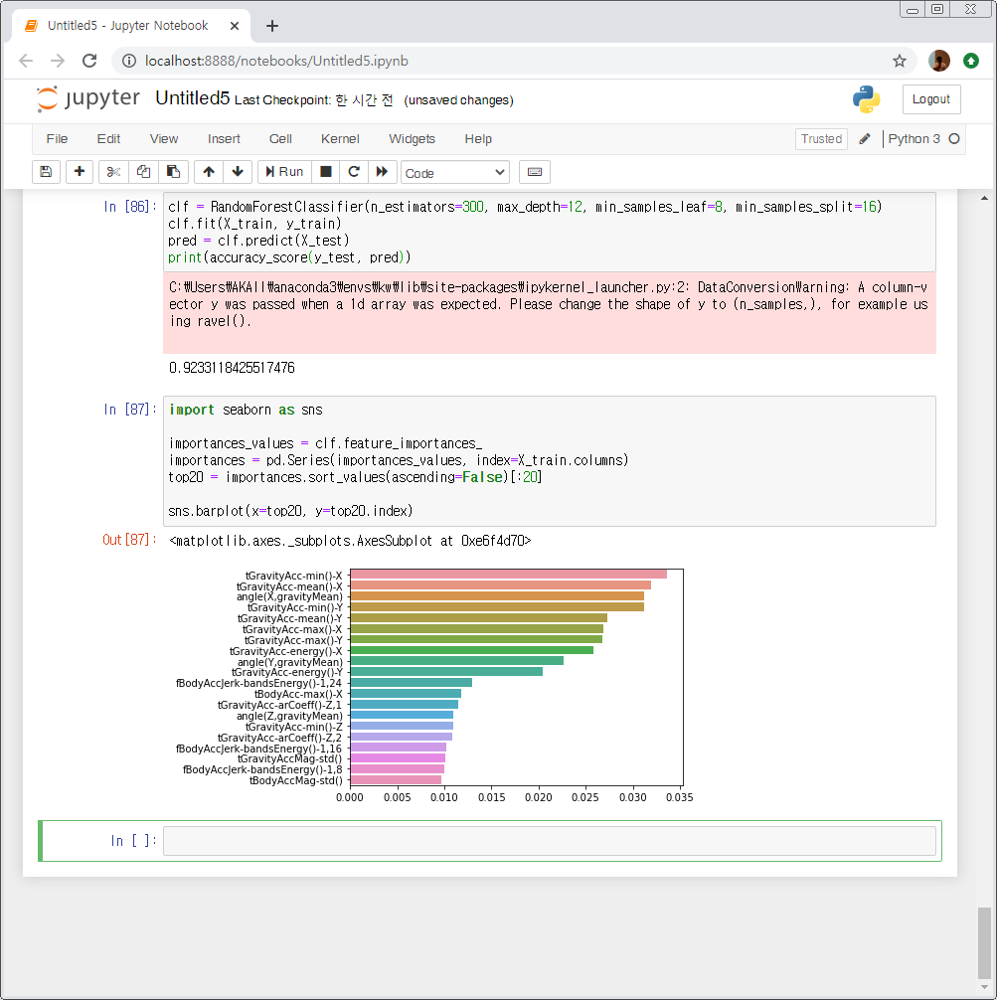 Untitled5 - Jupyter Notebook
localhost:8888/notebooks/Untitled5.ipynb
jupyter Untitled5 Last Checkpoint: 한 시간 전 (unsaved changes)
Logout
File Edit View Insert Cell Kernel Widgets Help Trusted Python 3
Run Code
In [86]: clf = RandomForestClassifier(n_estimators=300, max_depth=12, min_samples_leaf=8, min_samples_split=16)
clf.fit(X_train, y_train)
pred = clf.predict(X_test)
print(accuracy_score(y_test, pred))
C:₩Users₩AKAII₩anaconda3₩envs₩kw₩lib₩site-packages₩ipykernel_launcher.py:2: DataConversionWarning: A column-v
ector y was passed when a 1d array was expected. Please change the shape of y to (n_samples,), for example us
ing ravel().
0.9233118425517476
In [87]: import seaborn as sns
importances_values = clf.feature_importances_
importances = pd.Series(importances_values, index=X_train.columns)
top20 = importances.sort_values(ascending=False)[:20]
sns.barplot(x=top20, y=top20.index)
Out[87]: <matplotlib.axes._subplots.AxesSubplot at 0xe6f4d70>
tGravityAcc-min()-X
tGravityAcc-mean()-X
angle(X,gravityMean)
tGravityAcc-min()-Y
tGravityAcc-mean()-Y
tGravityAcc-max()-X
tGravityAcc-max()-Y
tGravityAcc-energy()-X
angle(Y,gravityMean)
tGravityAcc-energy()-Y
fBodyAccJerk-bandsEnergy()-1,24
tBodyAcc-max()-X
tGravityAcc-arCoeff()-Z,1
angle(Z,gravityMean)
tGravityAcc-min()-Z
tGravityAcc-arCoeff()-Z,2
fBodyAccJerk-bandsEnergy()-1,16
tGravityAccMag-std()
fBodyAccJerk-bandsEnergy()-1,8
tBodyAccMag-std()
0.000 0.005 0.010 0.015 0.020 0.025 0.030 0.035
In [ ]: